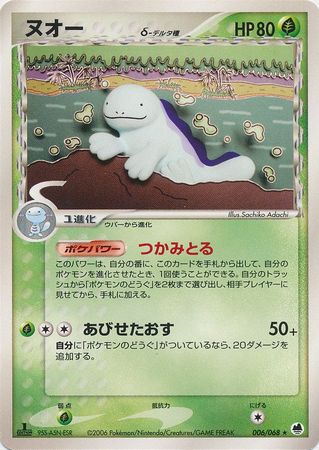 ヌオー δ-デルタ種 HP80
Illus.Sachiko Adachi
1進化 ウパーから進化
ポケパワー つかみとる
このパワーは、自分の番に、このカードを手札から出して、自分の
ポケモンを進化させたとき、1回使うことができる。自分のトラッ
シュから「ポケモンのどうぐ」を2枚まで選び出し、相手プレイヤー
に見せてから、手札に加える。
あびせたおす 50+
自分に「ポケモンのどうぐ」がついているなら、20ダメージを
追加する。
弱点 抵抗力 にげる
1 EDITION 953-A5N-ESR ©2006 Pokémon/Nintendo/Creatures/GAME FREAK 006/068 ★